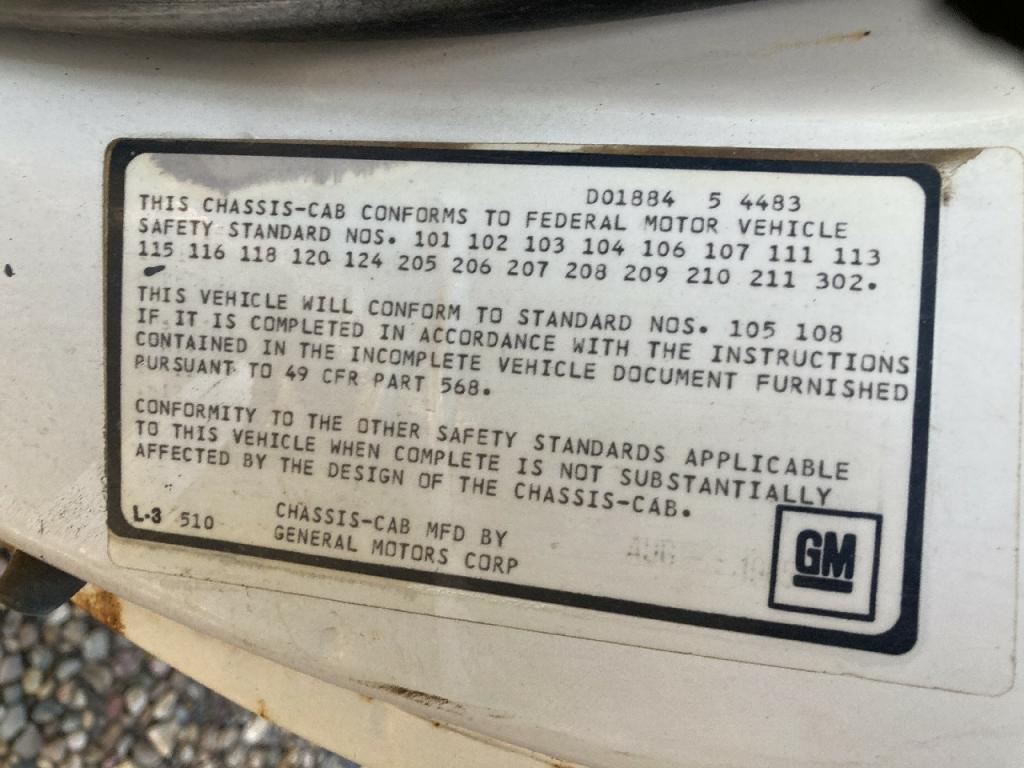 D01884 5 4483
THIS CHASSIS-CAB CONFORMS TO FEDERAL MOTOR VEHICLE
SAFETY STANDARD NOS. 101 102 103 104 106 107 111 113
115 116 118 120 124 205 206 207 208 209 210 211 302.
THIS VEHICLE WILL CONFORM TO STANDARD NOS. 105 108
IF IT IS COMPLETED IN ACCORDANCE WITH THE INSTRUCTIONS
CONTAINED IN THE INCOMPLETE VEHICLE DOCUMENT FURNISHED
PURSUANT TO 49 CFR PART 568.
CONFORMITY TO THE OTHER SAFETY STANDARDS APPLICABLE
TO THIS VEHICLE WHEN COMPLETE IS NOT SUBSTANTIALLY
AFFECTED BY THE DESIGN OF THE CHASSIS-CAB.
L-3 510
CHASSIS-CAB MFD BY
GENERAL MOTORS CORP
AUG
GM